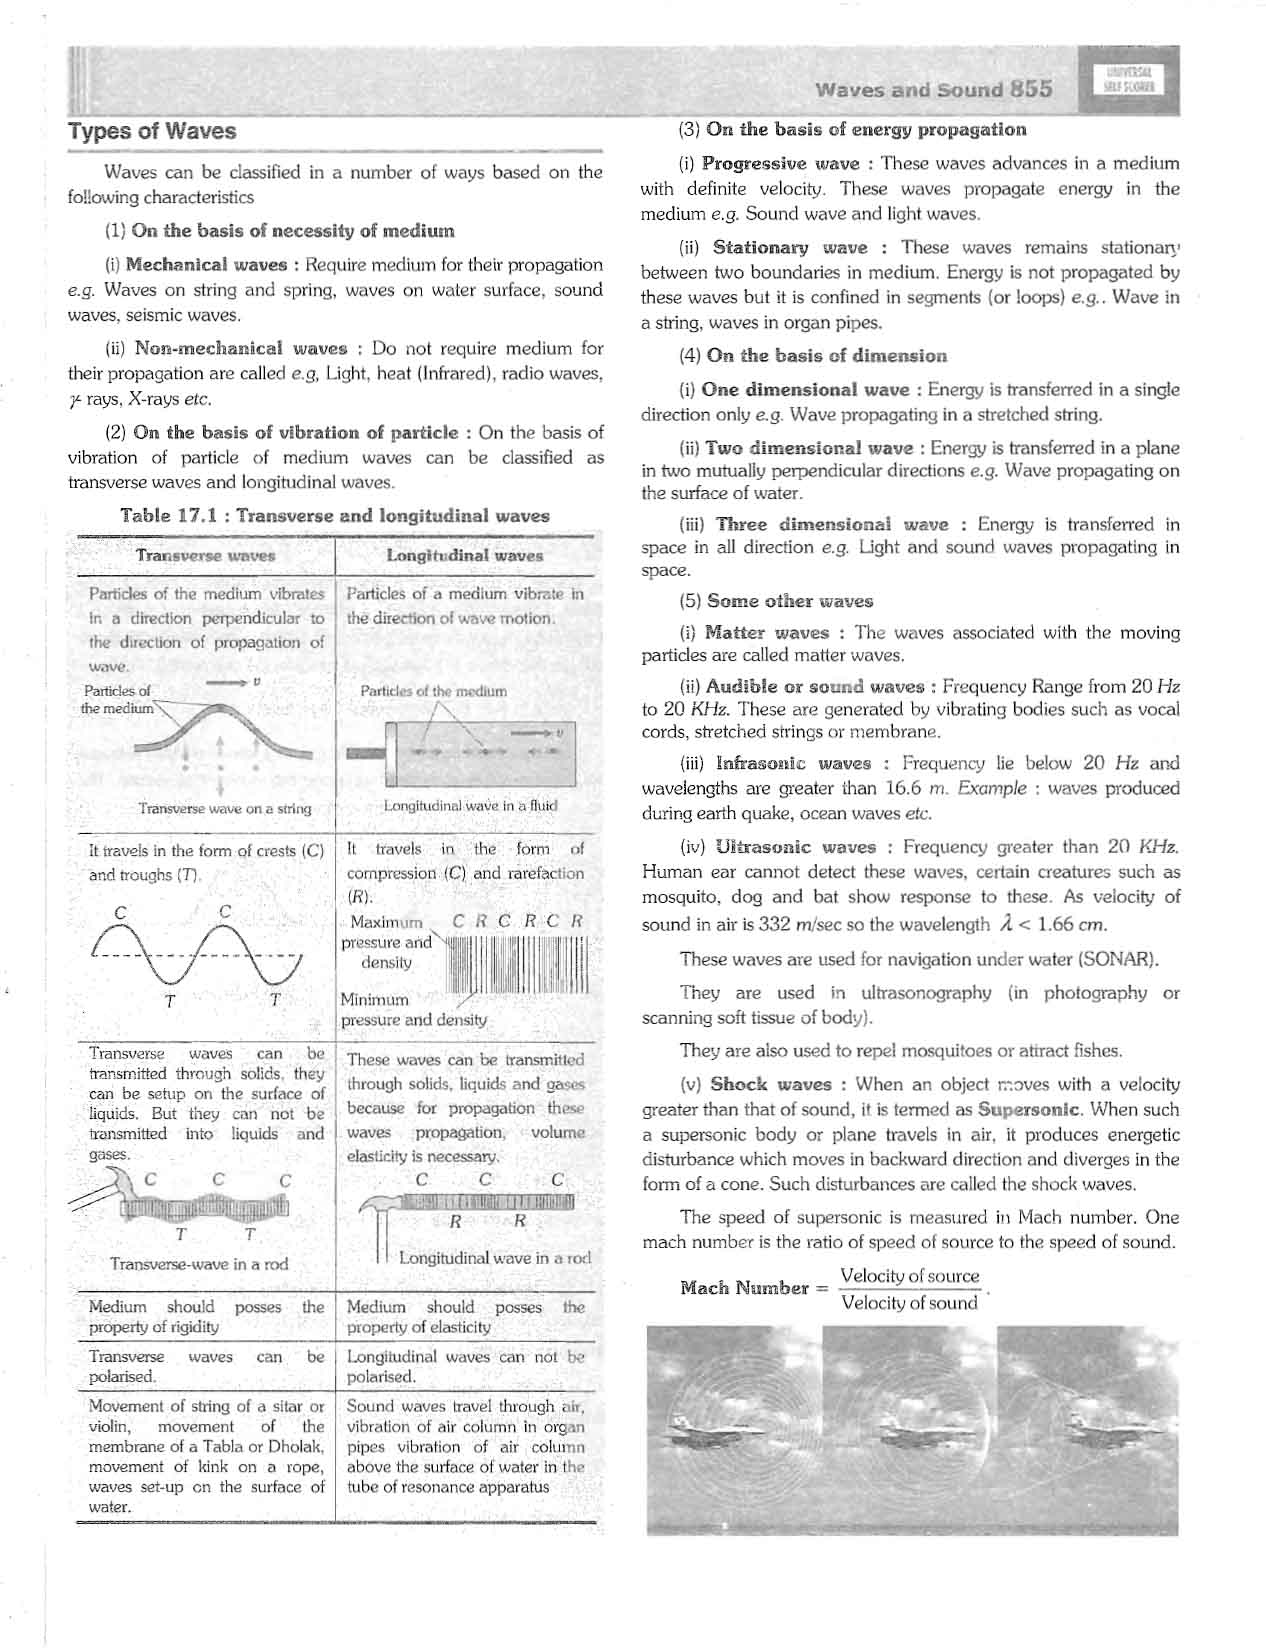 Waves and Sound 855
UNIVERSAL
SELF SCORER
Types of Waves
Waves can be classified in a number of ways based on the
following characteristics
(1) On the basis of necessity of medium
(i) Mechanical waves : Require medium for their propagation
e.g. Waves on string and spring, waves on water surface, sound
waves, seismic waves.
(ii) Non-mechanical waves : Do not require medium for
their propagation are called e.g, Light, heat (Infrared), radio waves,
γ- rays, X-rays etc.
(2) On the basis of vibration of particle : On the basis of
vibration of particle of medium waves can be classified as
transverse waves and longitudinal waves.
Table 17.1 : Transverse and longitudinal waves
Transverse waves
Longitudinal waves
Particles of the medium vibrates
in a direction perpendicular to
the direction of propagation of
wave.
Particles of a medium vibrate in
the direction of wave motion.
Particles of
the medium
υ
Transverse wave on a string
Particles of the medium
υ
Longitudinal wave in a fluid
It travels in the form of crests (C)
and troughs (T).
C C
T T
It travels in the form of
compression (C) and rarefaction
(R).
Maximum C R C R C R
pressure and
density
Minimum
pressure and density
Transverse waves can be
transmitted through solids, they
can be setup on the surface of
liquids. But they can not be
transmitted into liquids and
gases.
C C C
T T
Transverse-wave in a rod
These waves can be transmitted
through solids, liquids and gases
because for propagation these
waves propagation, volume
elasticity is necessary.
C C C
R R
Longitudinal wave in a rod
Medium should posses the
property of rigidity
Medium should posses the
property of elasticity
Transverse waves can be
polarised.
Longitudinal waves can not be
polarised.
Movement of string of a sitar or
violin, movement of the
membrane of a Tabla or Dholak,
movement of kink on a rope,
waves set-up on the surface of
water.
Sound waves travel through air,
vibration of air column in organ
pipes vibration of air column
above the surface of water in the
tube of resonance apparatus
(3) On the basis of energy propagation
(i) Progressive wave : These waves advances in a medium
with definite velocity. These waves propagate energy in the
medium e.g. Sound wave and light waves.
(ii) Stationary wave : These waves remains stationary
between two boundaries in medium. Energy is not propagated by
these waves but it is confined in segments (or loops) e.g.. Wave in
a string, waves in organ pipes.
(4) On the basis of dimension
(i) One dimensional wave : Energy is transferred in a single
direction only e.g. Wave propagating in a stretched string.
(ii) Two dimensional wave : Energy is transferred in a plane
in two mutually perpendicular directions e.g. Wave propagating on
the surface of water.
(iii) Three dimensional wave : Energy is transferred in
space in all direction e.g. Light and sound waves propagating in
space.
(5) Some other waves
(i) Matter waves : The waves associated with the moving
particles are called matter waves.
(ii) Audible or sound waves : Frequency Range from 20 Hz
to 20 KHz. These are generated by vibrating bodies such as vocal
cords, stretched strings or membrane.
(iii) Infrasonic waves : Frequency lie below 20 Hz and
wavelengths are greater than 16.6 m. Example : waves produced
during earth quake, ocean waves etc.
(iv) Ultrasonic waves : Frequency greater than 20 KHz.
Human ear cannot detect these waves, certain creatures such as
mosquito, dog and bat show response to these. As velocity of
sound in air is 332 m/sec so the wavelength λ < 1.66 cm.
These waves are used for navigation under water (SONAR).
They are used in ultrasonography (in photography or
scanning soft tissue of body).
They are also used to repel mosquitoes or attract fishes.
(v) Shock waves : When an object moves with a velocity
greater than that of sound, it is termed as Supersonic. When such
a supersonic body or plane travels in air, it produces energetic
disturbance which moves in backward direction and diverges in the
form of a cone. Such disturbances are called the shock waves.
The speed of supersonic is measured in Mach number. One
mach number is the ratio of speed of source to the speed of sound.
Mach Number = Velocity of source / Velocity of sound .